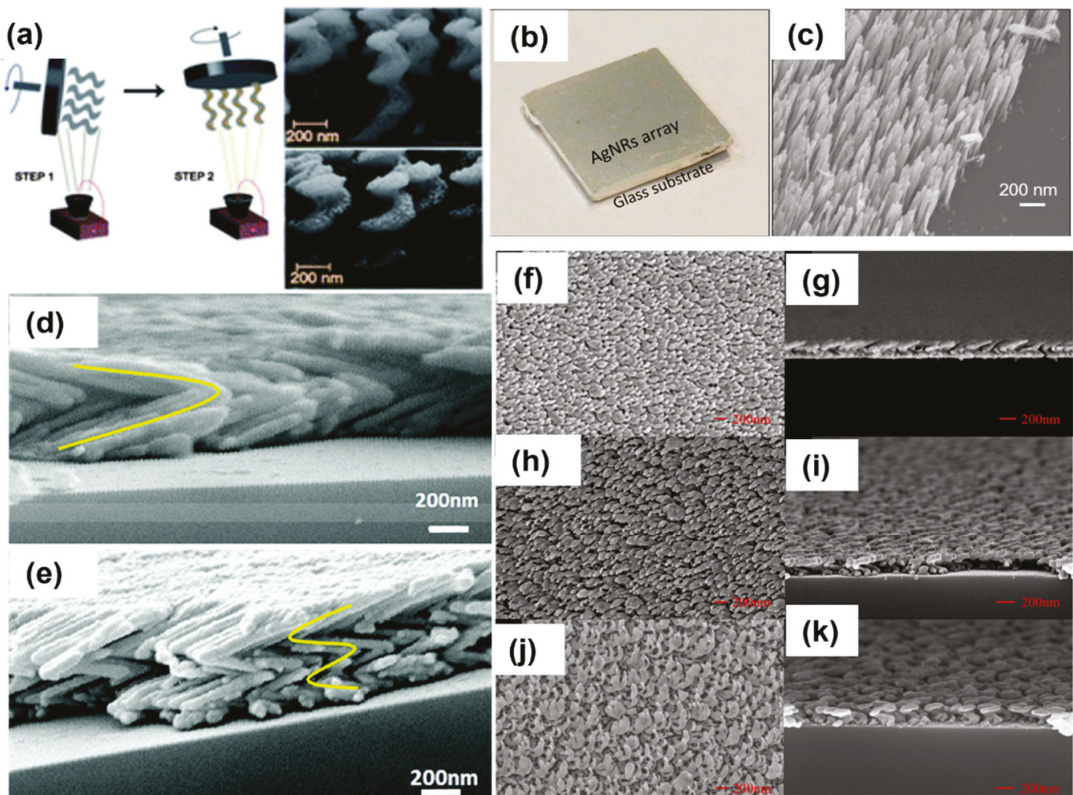 (a)
STEP 1
STEP 2
200 nm
200 nm
(b)
AgNRs array
Glass substrate
(c)
200 nm
(d)
200nm
(e)
200nm
(f)
200nm
(g)
200nm
(h)
200nm
(i)
200nm
(j)
200nm
(k)
200nm